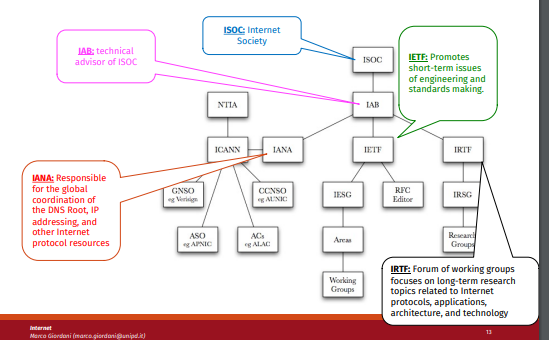 ISOC: Internet
Society
IAB: technical
advisor of ISOC
IETF: Promotes
short-term issues
of engineering and
standards making.
ISOC
NTIA
IAB
ICANN
IANA
IETF
IRTF
IANA: Responsible
for the global
coordination of
the DNS Root, IP
addressing, and
other Internet
protocol resources
GNSO
eg Verisign
CCNSO
eg AUNIC
IESG
RFC
Editor
IRSG
ASO
eg APNIC
ACs
eg ALAC
Areas
Research
Groups
Working
Groups
IRTF: Forum of working groups
focuses on long-term research
topics related to Internet
protocols, applications,
architecture, and technology
Internet
Marco Giordani (marco.giordani@unipd.it)
13